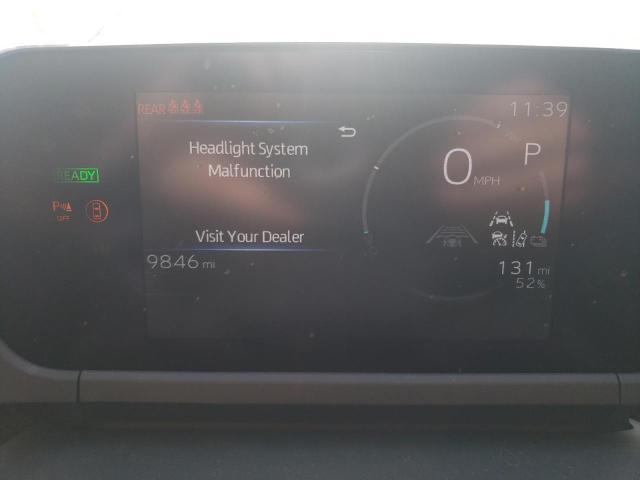 REAR
11:39
Headlight System
Malfunction
READY
P
0 MPH
P
OFF
Visit Your Dealer
9846 mi
131 mi
52%